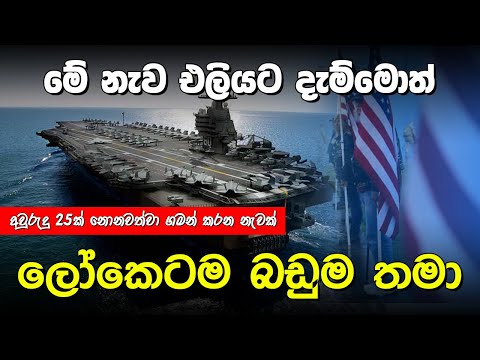 මේ නැව එලියට දැම්මොත්
අවුරුදු 25ක් නොනවත්වා ගමන් කරන නැවක්
ලෝකෙටම බඩුම තමා